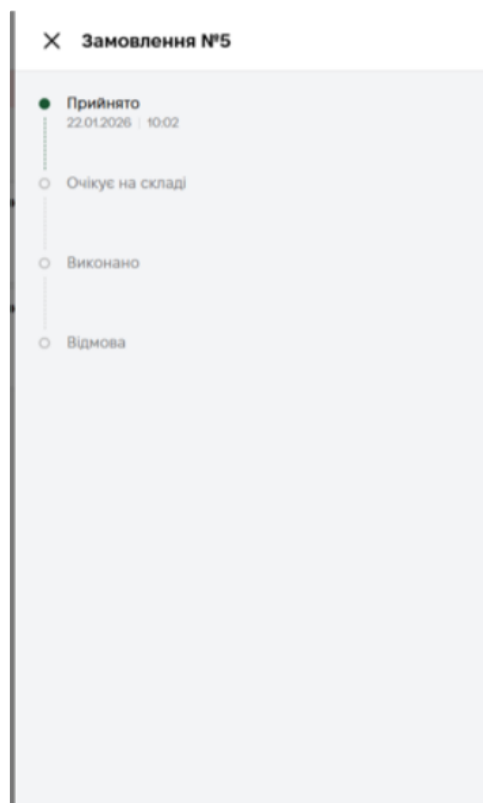 Замовлення №5
Прийнято
22.01.2026 | 10:02
Очікує на складі
Виконано
Відмова